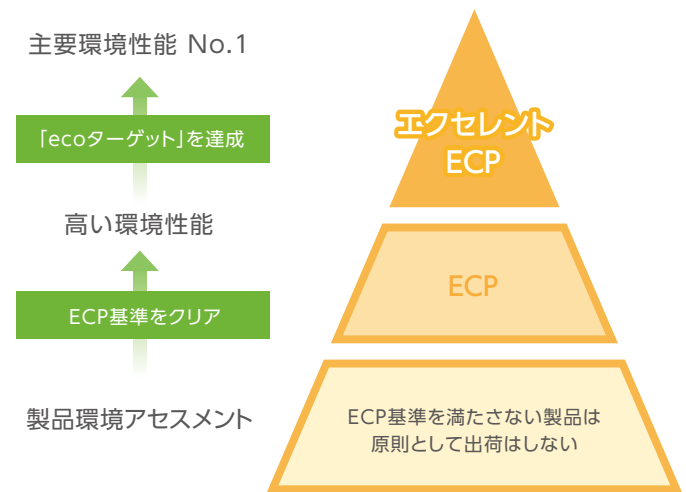 主要環境性能 No.1
「ecoターゲット」を達成
高い環境性能
ECP基準をクリア
製品環境アセスメント
エクセレント
ECP
ECP
ECP基準を満たさない製品は
原則として出荷はしない